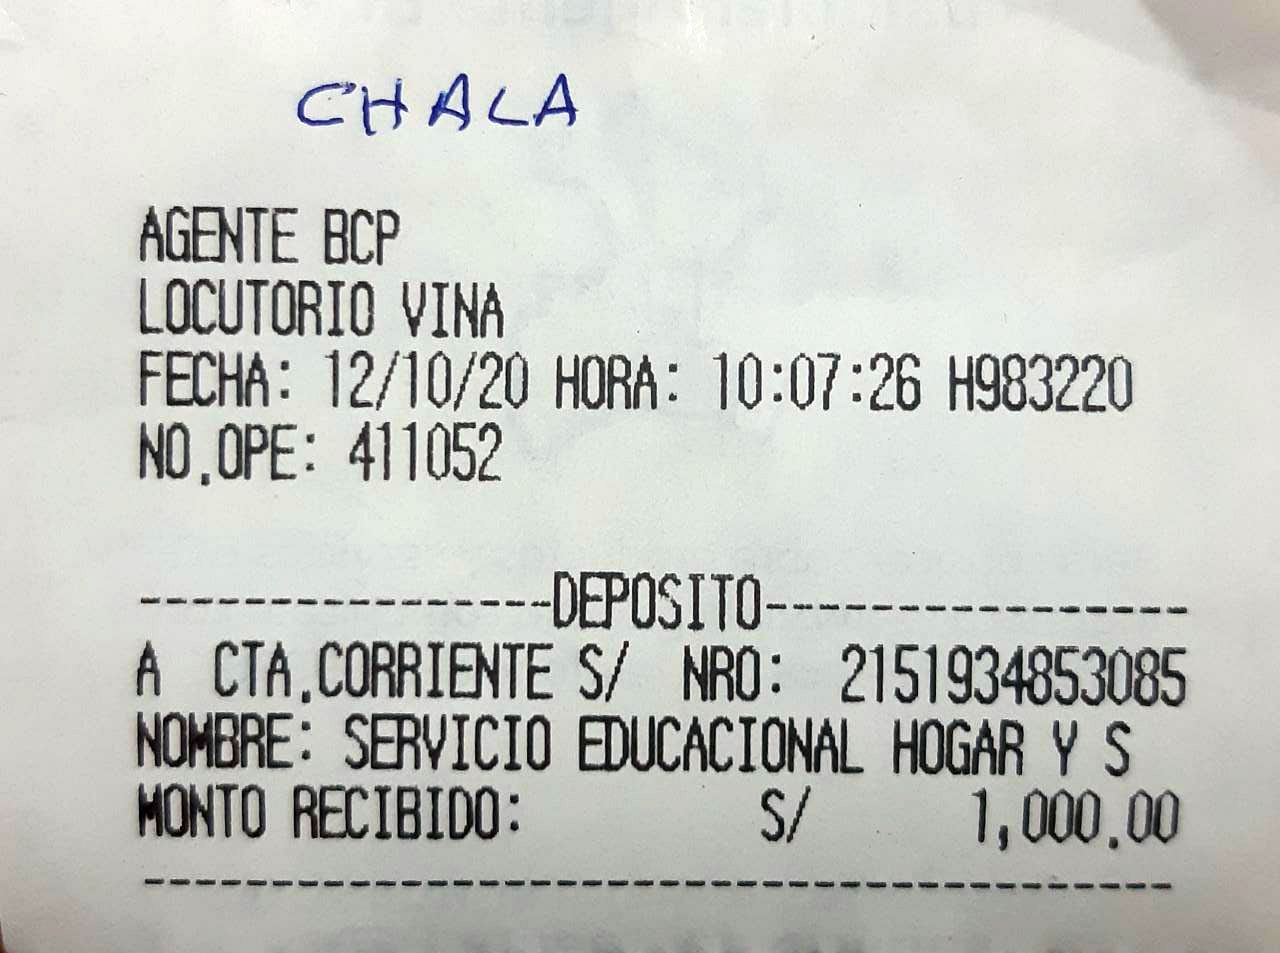 CHALA
AGENTE BCP
LOCUTORIO VINA
FECHA: 12/10/20 HORA: 10:07:26 H983220
NO.OPE: 411052
----------------DEPOSITO----------------
A CTA.CORRIENTE S/ NRO: 2151934853085
NOMBRE: SERVICIO EDUCACIONAL HOGAR Y S
MONTO RECIBIDO: S/ 1,000.00
----------------------------------------